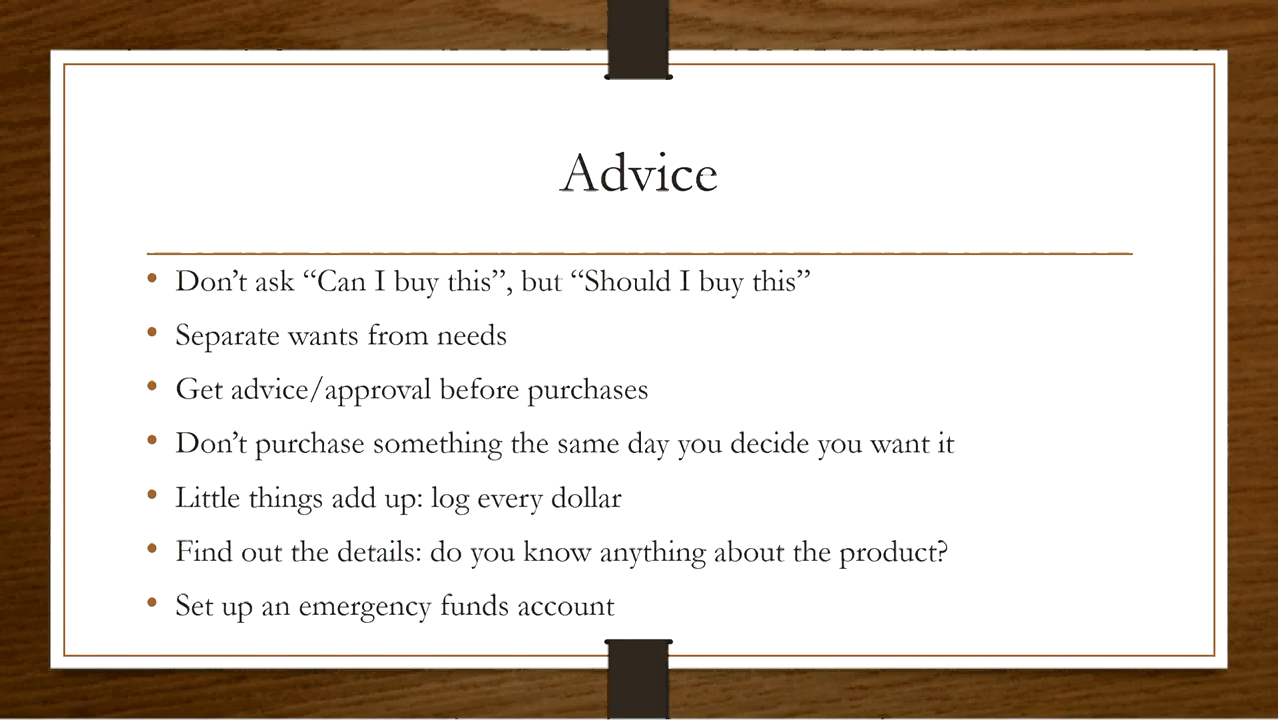 Advice
• Don’t ask “Can I buy this”, but “Should I buy this”
• Separate wants from needs
• Get advice/approval before purchases
• Don’t purchase something the same day you decide you want it
• Little things add up: log every dollar
• Find out the details: do you know anything about the product?
• Set up an emergency funds account